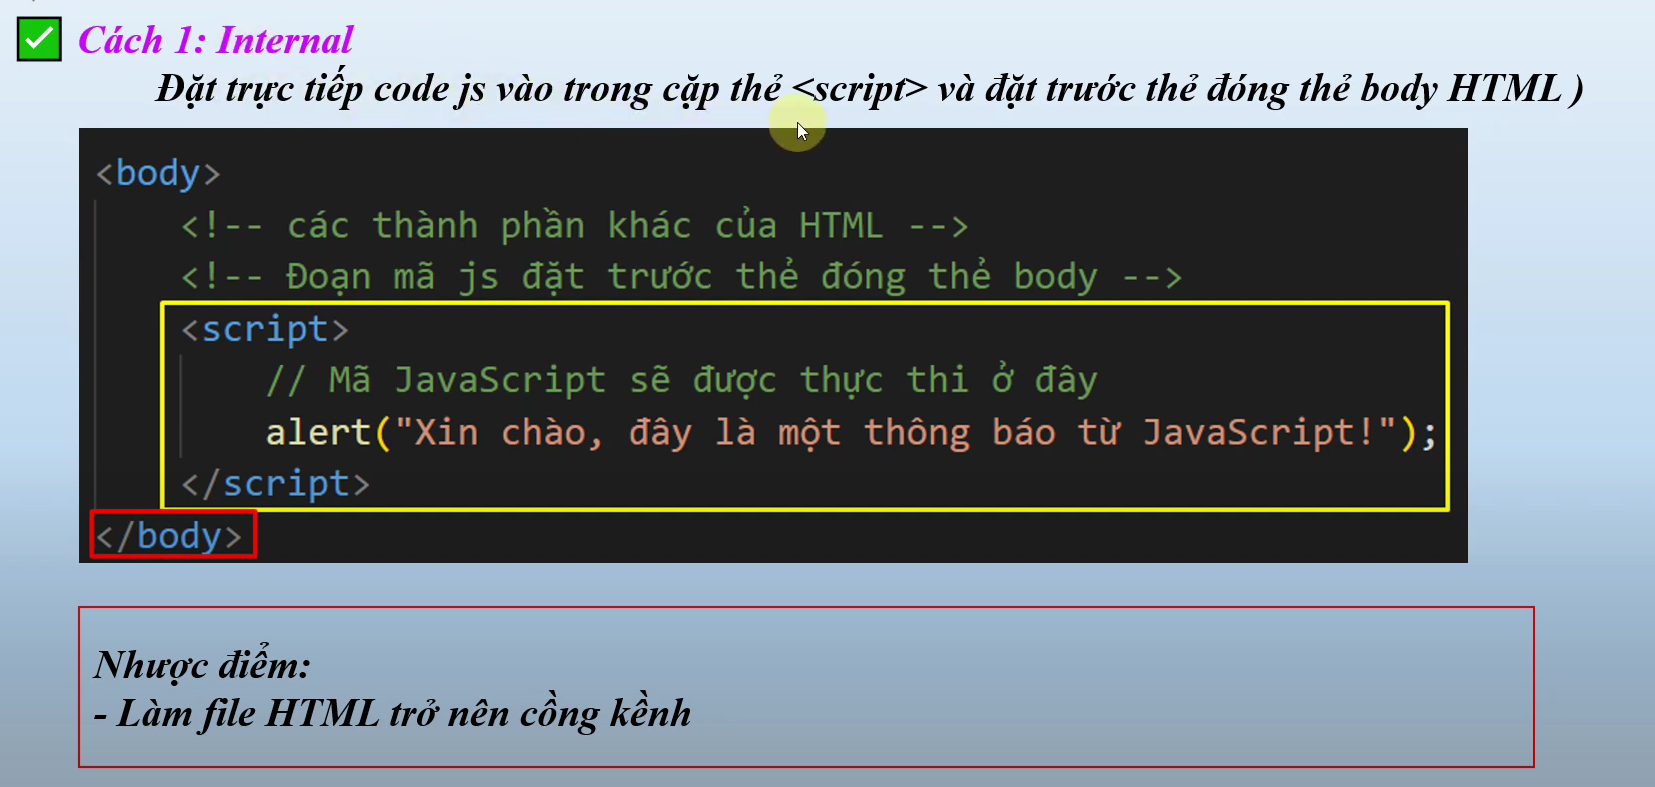 Cách 1: Internal
Đặt trực tiếp code js vào trong cặp thẻ <script> và đặt trước thẻ đóng thẻ body HTML )
<body>
<!-- các thành phần khác của HTML -->
<!-- Đoạn mã js đặt trước thẻ đóng thẻ body -->
<script>
// Mã JavaScript sẽ được thực thi ở đây
alert("Xin chào, đây là một thông báo từ JavaScript!");
</script>
</body>
Nhược điểm:
- Làm file HTML trở nên cồng kềnh